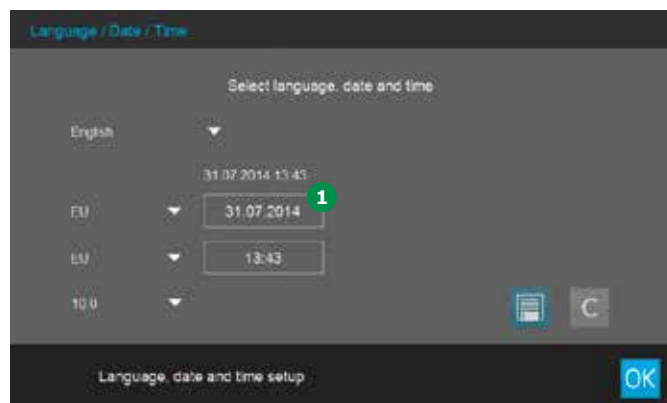 Language / Date / Time
Select language, date and time
English
31.07.2014 13:43
1
EU 31.07.2014
EU 13:43
10.0
C
Language, date and time setup
OK